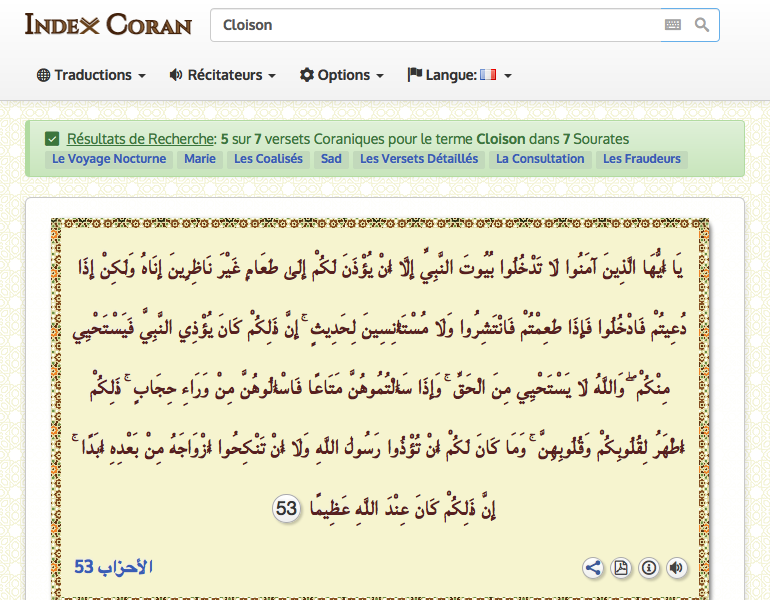 INDEX CORAN
Cloison
Traductions
Récitateurs
Options
Langue:
Résultats de Recherche: 5 sur 7 versets Coraniques pour le terme Cloison dans 7 Sourates
Le Voyage Nocturne Marie Les Coalisés Sad Les Versets Détaillés La Consultation Les Fraudeurs
يَا أَيُّهَا الَّذِينَ آمَنُوا لَا تَدْخُلُوا بُيُوتَ النَّبِيِّ إِلَّا أَنْ يُؤْذَنَ لَكُمْ إِلَىٰ طَعَامٍ غَيْرَ نَاظِرِينَ إِنَاهُ وَلَٰكِنْ إِذَا
دُعِيتُمْ فَادْخُلُوا فَإِذَا طَعِمْتُمْ فَانْتَشِرُوا وَلَا مُسْتَأْنِسِينَ لِحَدِيثٍ ۚ إِنَّ ذَٰلِكُمْ كَانَ يُؤْذِي النَّبِيَّ فَيَسْتَحْيِي
مِنْكُمْ ۖ وَاللَّهُ لَا يَسْتَحْيِي مِنَ الْحَقِّ ۚ وَإِذَا سَأَلْتُمُوهُنَّ مَتَاعًا فَاسْأَلُوهُنَّ مِنْ وَرَاءِ حِجَابٍ ۚ ذَٰلِكُمْ
أَطْهَرُ لِقُلُوبِكُمْ وَقُلُوبِهِنَّ ۚ وَمَا كَانَ لَكُمْ أَنْ تُؤْذُوا رَسُولَ اللَّهِ وَلَا أَنْ تَنْكِحُوا أَزْوَاجَهُ مِنْ بَعْدِهِ أَبَدًا ۚ
إِنَّ ذَٰلِكُمْ كَانَ عِنْدَ اللَّهِ عَظِيمًا 53
الأحزاب 53